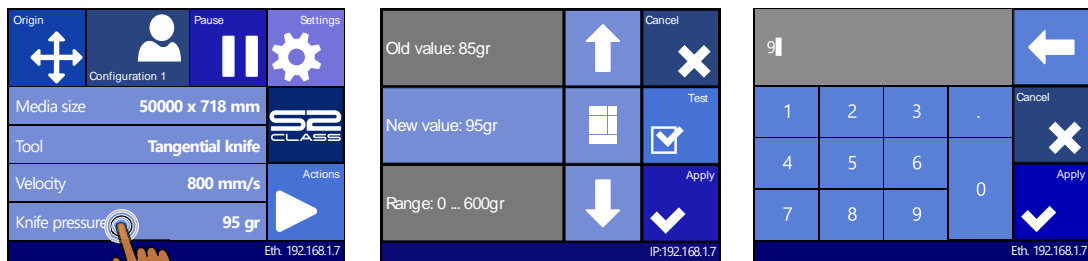 Origin
Pause
Settings
Configuration 1
Media size 50000 x 718 mm
S2
CLASS
Tool Tangential knife
Velocity 800 mm/s
Actions
Knife pressure 95 gr
Eth. 192.168.1.7
Old value: 85gr
Cancel
New value: 95gr
Test
Range: 0 ... 600gr
Apply
IP:192.168.1.7
9
1 2 3 .
Cancel
4 5 6
0
Apply
7 8 9
Eth. 192.168.1.7